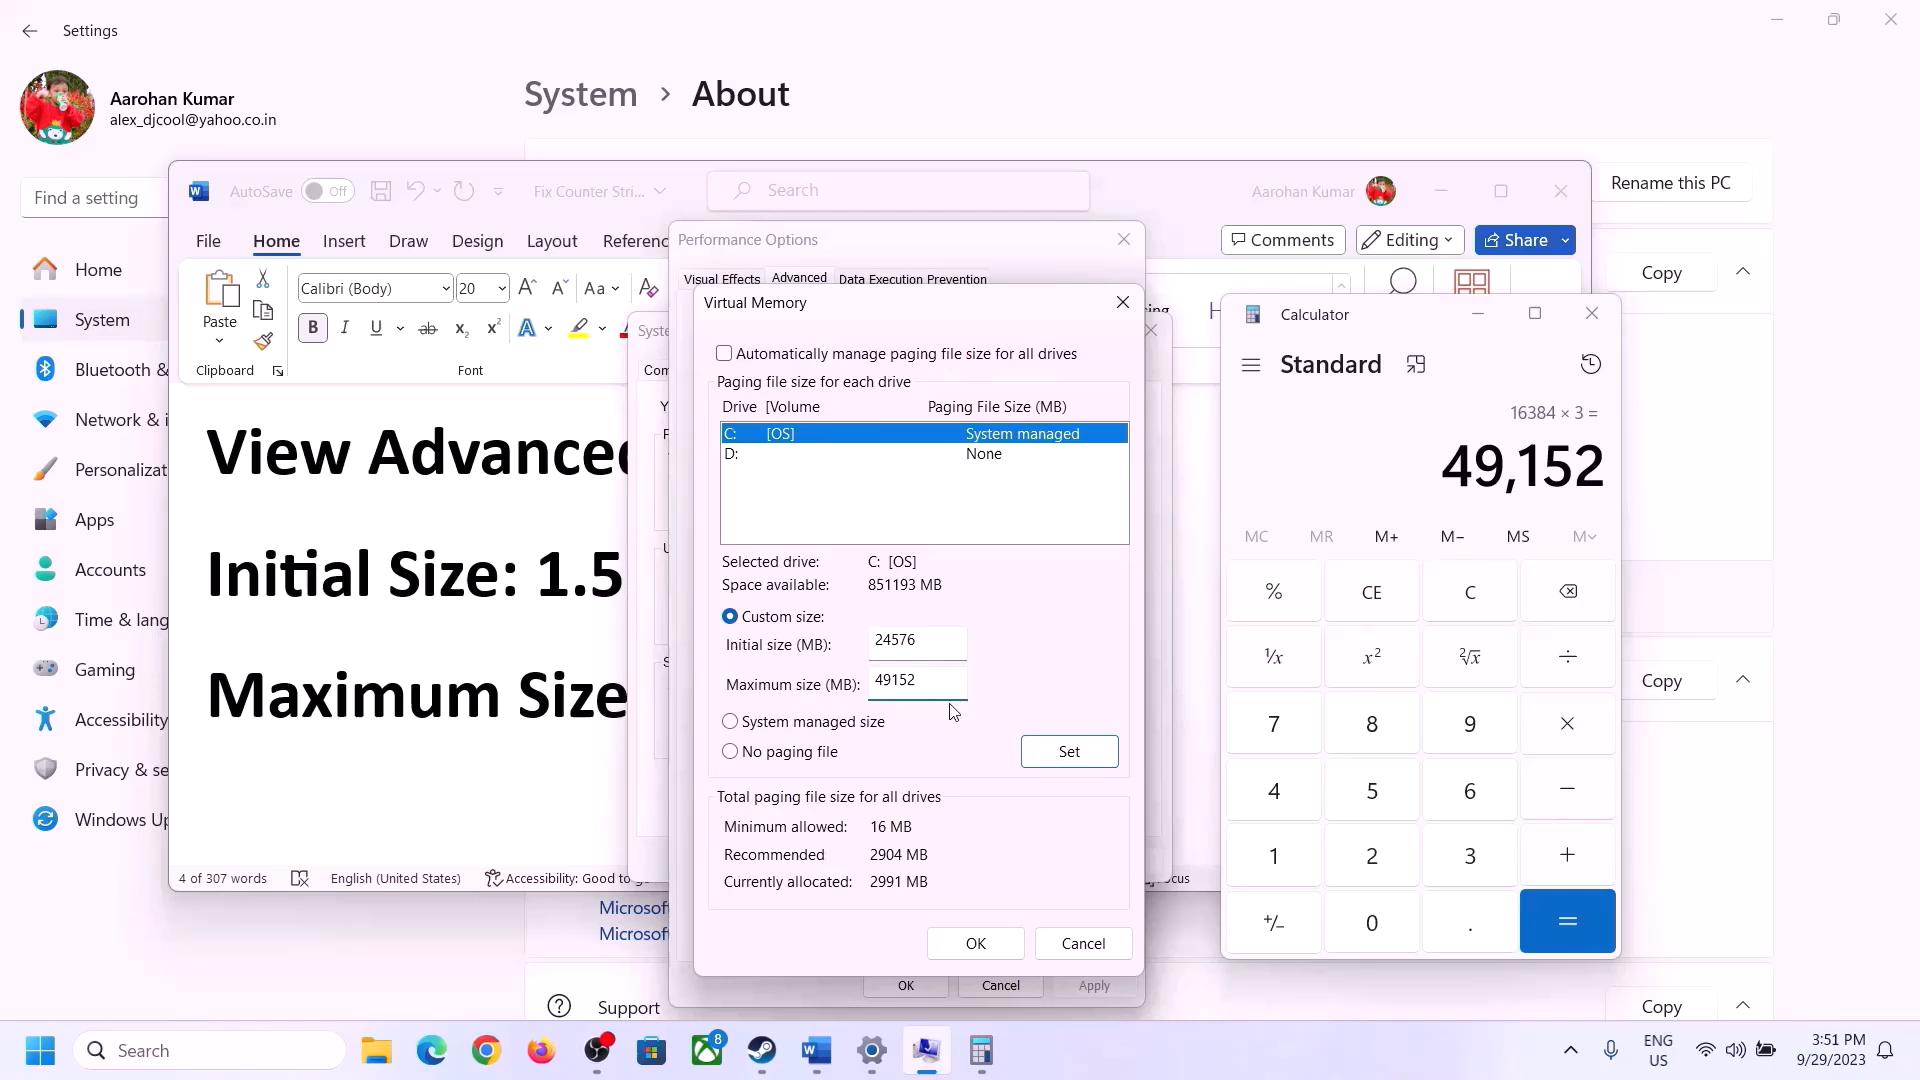 Settings
Aarohan Kumar
alex_djcool@yahoo.co.in
Find a setting
Home
System
Bluetooth &
Network & i
Personalizat
Apps
Accounts
Time & lang
Gaming
Accessibility
Privacy & se
Windows Up
System > About
Rename this PC
Copy
Copy
Copy
Support
AutoSave Off
Fix Counter Stri...
Search
Aarohan Kumar
File Home Insert Draw Design Layout Referenc
Comments Editing Share
Paste
Clipboard
Calibri (Body) 20
Aa
B I U ab x₂ x² A
Font
View Advanced
Initial Size: 1.5
Maximum Size
4 of 307 words
English (United States)
Accessibility: Good to
Performance Options
Visual Effects Advanced Data Execution Prevention
Virtual Memory
Automatically manage paging file size for all drives
Paging file size for each drive
Drive [Volume Paging File Size (MB)
C: [OS] System managed
D: None
Selected drive: C: [OS]
Space available: 851193 MB
Custom size:
Initial size (MB): 24576
Maximum size (MB): 49152
System managed size
No paging file
Set
Total paging file size for all drives
Minimum allowed: 16 MB
Recommended 2904 MB
Currently allocated: 2991 MB
OK Cancel
OK Cancel Apply
Calculator
Standard
16384 × 3 =
49,152
MC MR M+ M− MS M˅
% CE C
¹/x x² ²√x ÷
7 8 9 ×
4 5 6 −
1 2 3 +
+/− 0 . =
Search
8
ENG
US
3:51 PM
9/29/2023